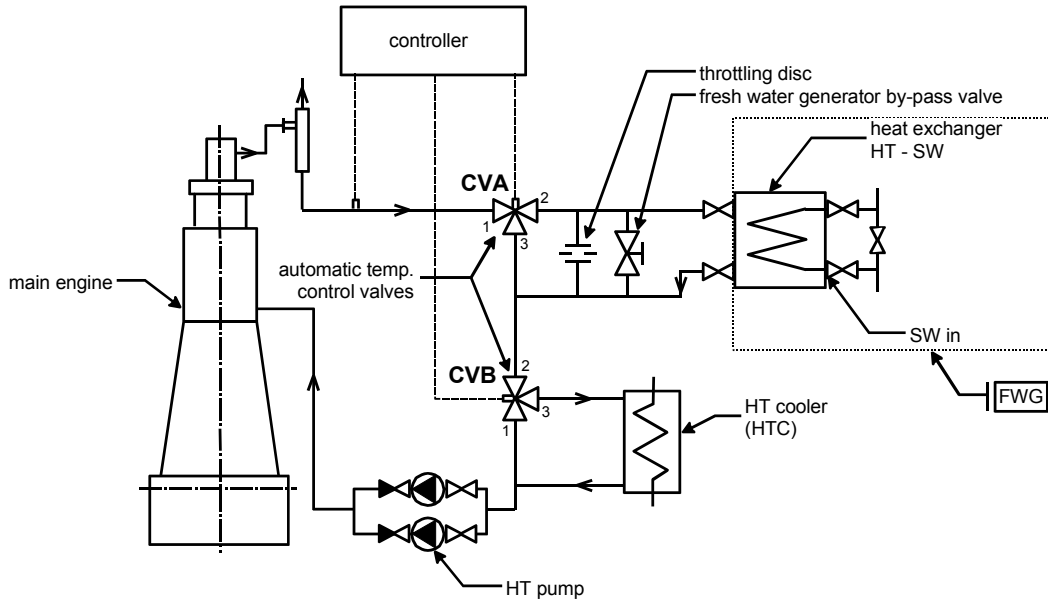 controller
throttling disc
fresh water generator by-pass valve
heat exchanger
HT - SW
CVA
2
1
3
automatic temp.
control valves
main engine
SW in
CVB
2
3
1
FWG
HT cooler
(HTC)
HT pump